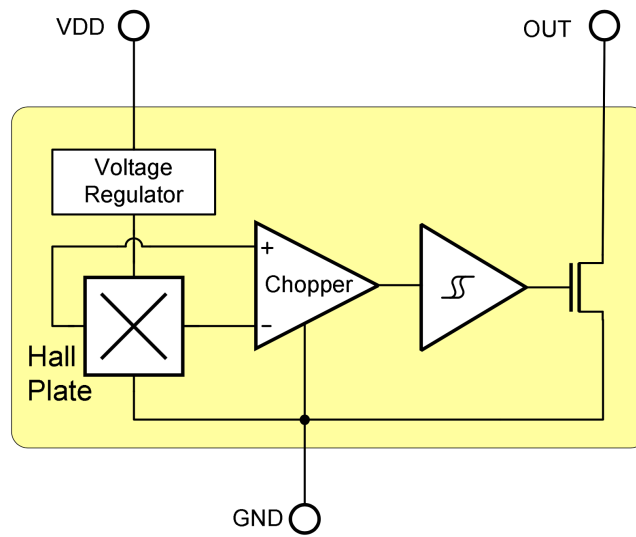 VDD
OUT
Voltage
Regulator
+
Chopper
−
Hall
Plate
GND